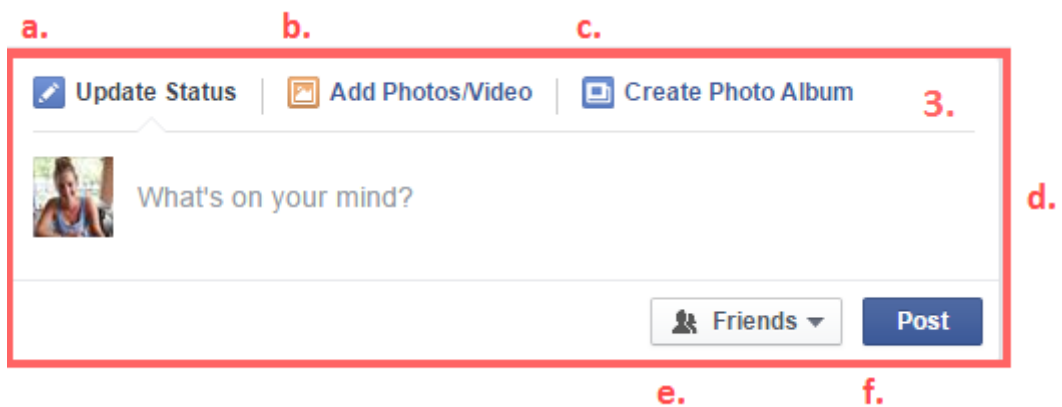 a. b. c.
Update Status Add Photos/Video Create Photo Album
3.
What's on your mind?
d.
Friends Post
e. f.